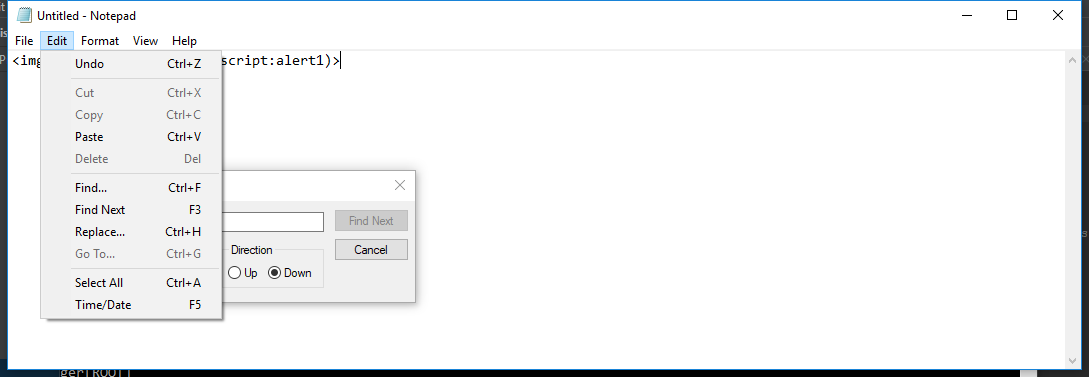 Untitled - Notepad
File Edit Format View Help
<img script:alert1)>
Undo Ctrl+Z
Cut Ctrl+X
Copy Ctrl+C
Paste Ctrl+V
Delete Del
Find... Ctrl+F
Find Next F3
Replace... Ctrl+H
Go To... Ctrl+G
Select All Ctrl+A
Time/Date F5
Find Next
Cancel
Direction
Up Down
ger[ROOT]